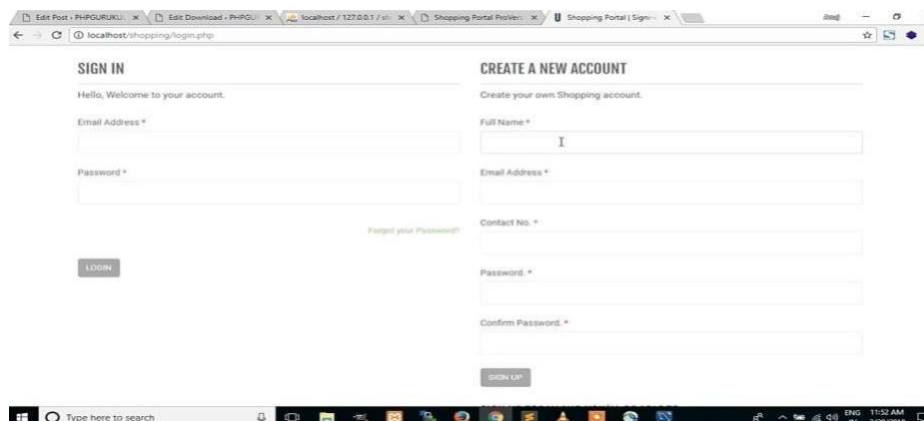 Edit Post ‹ PHPGURUKU
Edit Download ‹ PHPGU
localhost / 127.0.0.1 / sh
Shopping Portal ProVers
Shopping Portal | Sign-
localhost/shopping/login.php
SIGN IN
Hello, Welcome to your account.
Email Address *
Password *
Forgot your Password?
LOGIN
CREATE A NEW ACCOUNT
Create your own Shopping account.
Full Name *
Email Address *
Contact No. *
Password. *
Confirm Password. *
SIGN UP
Type here to search
ENG
11:52 AM